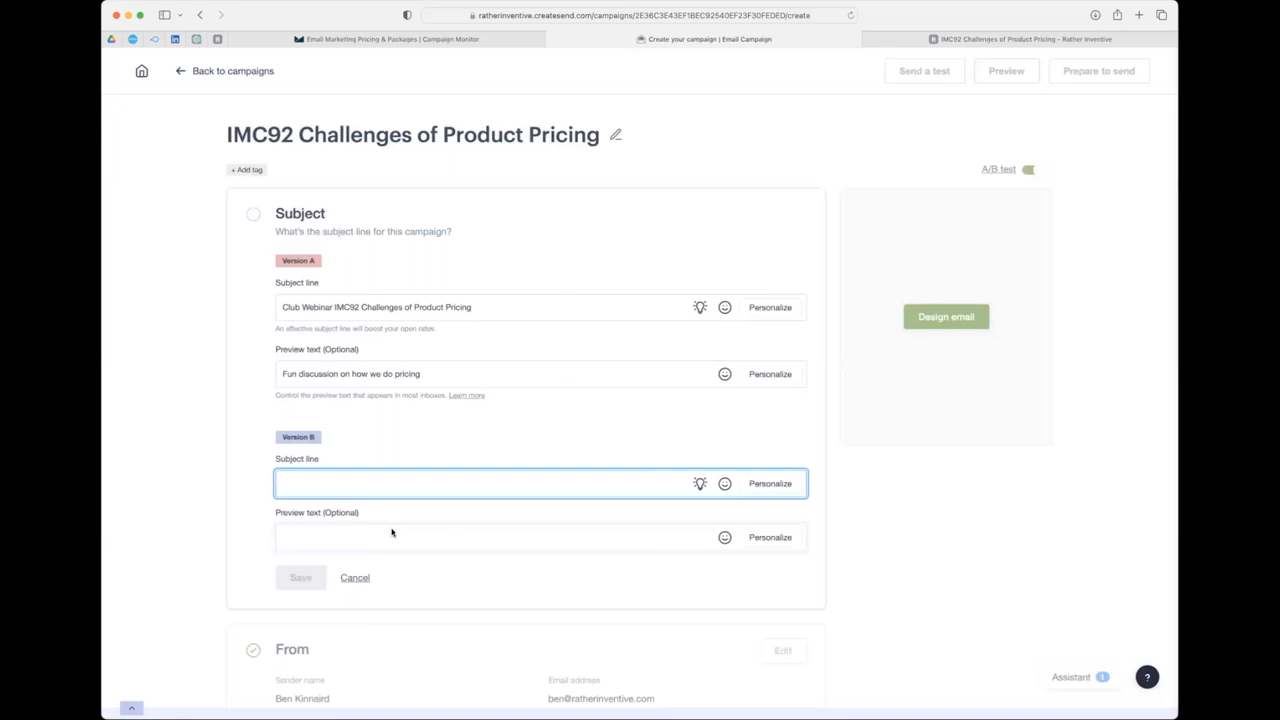 ratherinventive.createsend.com/campaigns/2E36C3E43EF1BEC92540EF23F30FEDED/create
Email Marketing Pricing & Packages | Campaign Monitor
Create your campaign | Email Campaign
IMC92 Challenges of Product Pricing - Rather Inventive
Back to campaigns
Send a test
Preview
Prepare to send
IMC92 Challenges of Product Pricing
+ Add tag
A/B test
Subject
What's the subject line for this campaign?
Version A
Subject line
Club Webinar IMC92 Challenges of Product Pricing
Personalize
An effective subject line will boost your open rates.
Preview text (Optional)
Fun discussion on how we do pricing
Personalize
Control the preview text that appears in most inboxes. Learn more
Design email
Version B
Subject line
Personalize
Preview text (Optional)
Personalize
Save
Cancel
From
Edit
Sender name
Email address
Ben Kinnaird
ben@ratherinventive.com
Assistant 1
?